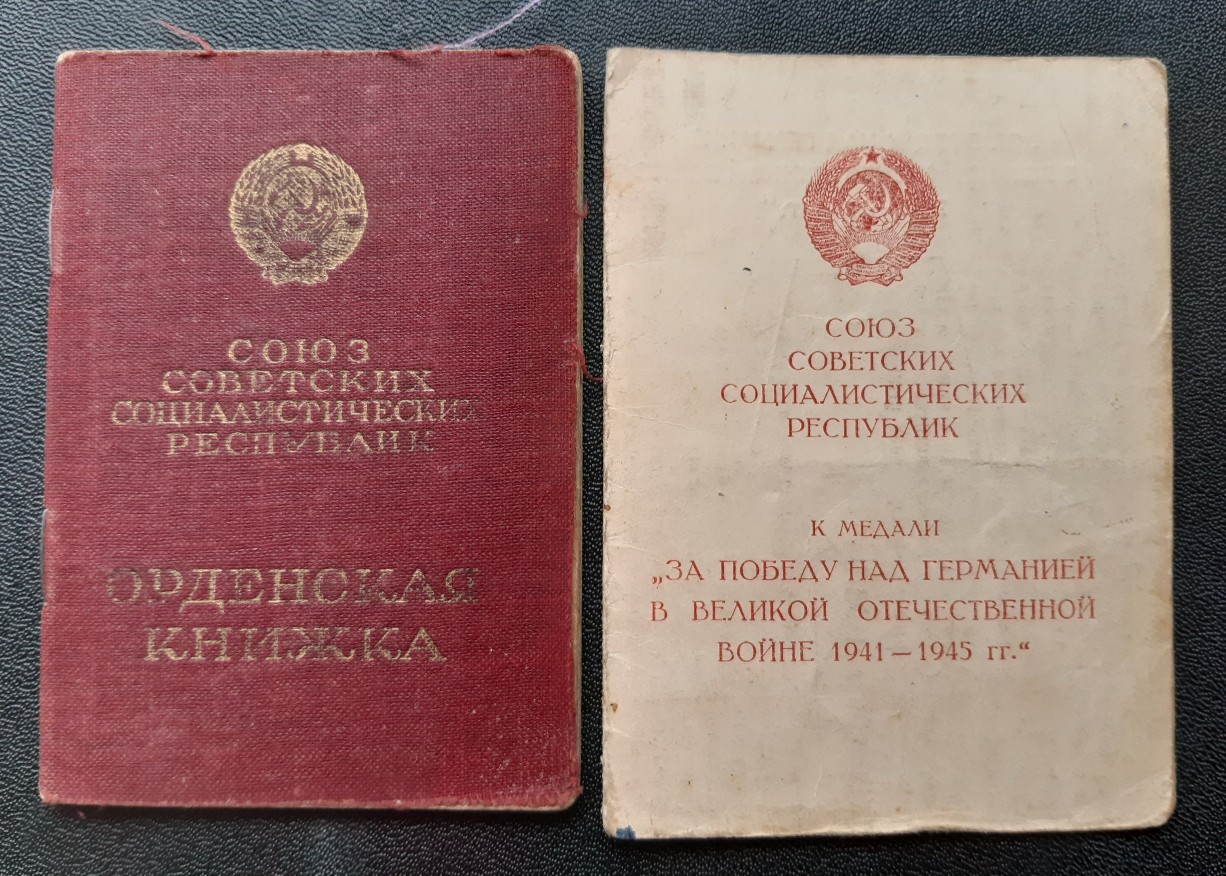 СОЮЗ
СОВЕТСКИХ
СОЦИАЛИСТИЧЕСКИХ
РЕСПУБЛИК
ОРДЕНСКАЯ
КНИЖКА
СОЮЗ
СОВЕТСКИХ
СОЦИАЛИСТИЧЕСКИХ
РЕСПУБЛИК
К МЕДАЛИ
„ЗА ПОБЕДУ НАД ГЕРМАНИЕЙ
В ВЕЛИКОЙ ОТЕЧЕСТВЕННОЙ
ВОЙНЕ 1941—1945 гг.“